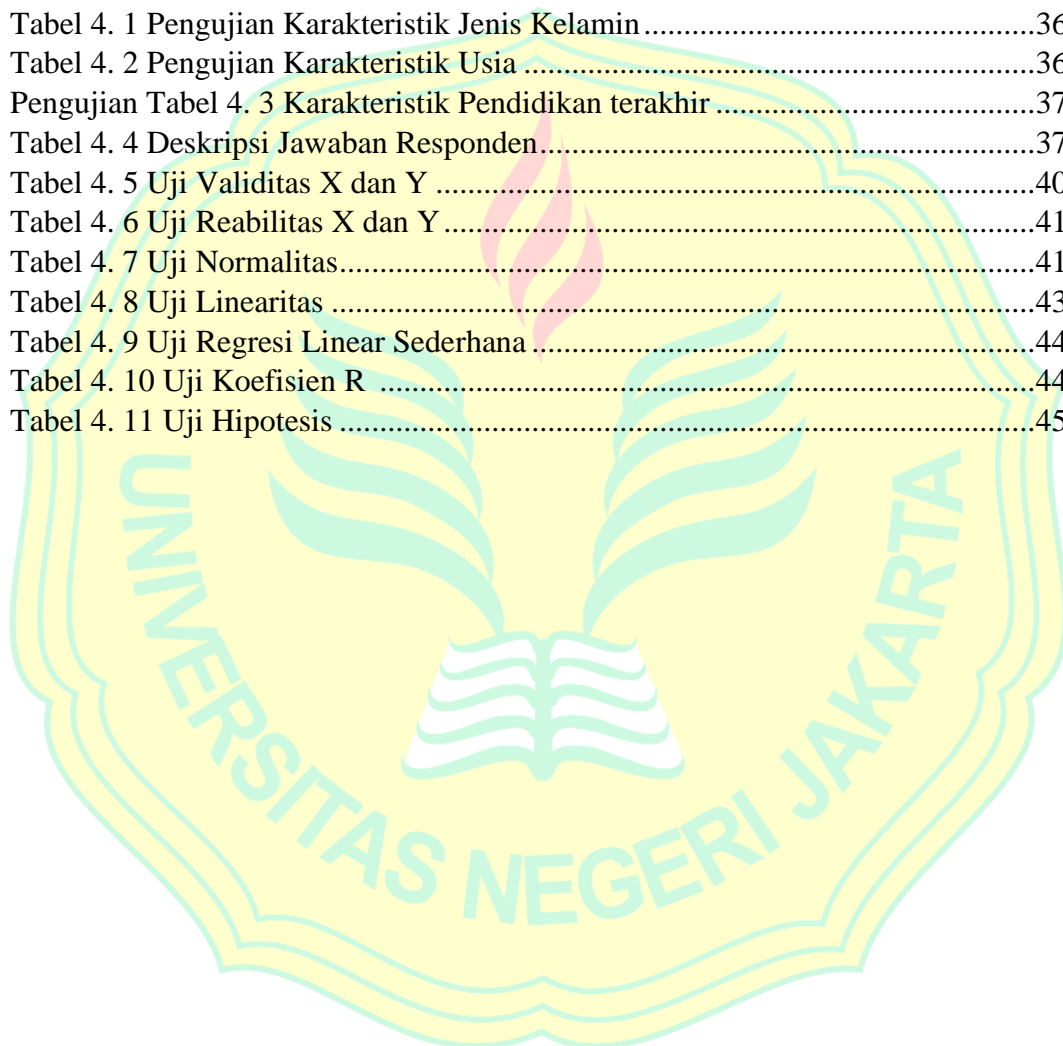 Tabel 4. 1 Pengujian Karakteristik Jenis Kelamin....................................................36
Tabel 4. 2 Pengujian Karakteristik Usia ....................................................................36
Pengujian Tabel 4. 3 Karakteristik Pendidikan terakhir..........................................37
Tabel 4. 4 Deskripsi Jawaban Responden..................................................................37
Tabel 4. 5 Uji Validitas X dan Y................................................................................40
Tabel 4. 6 Uji Reabilitas X dan Y..............................................................................41
Tabel 4. 7 Uji Normalitas............................................................................................41
Tabel 4. 8 Uji Linearitas .............................................................................................43
Tabel 4. 9 Uji Regresi Linear Sederhana...................................................................44
Tabel 4. 10 Uji Koefisien R .......................................................................................44
Tabel 4. 11 Uji Hipotesis ............................................................................................45
UNIVERSITAS NEGERI JAKARTA